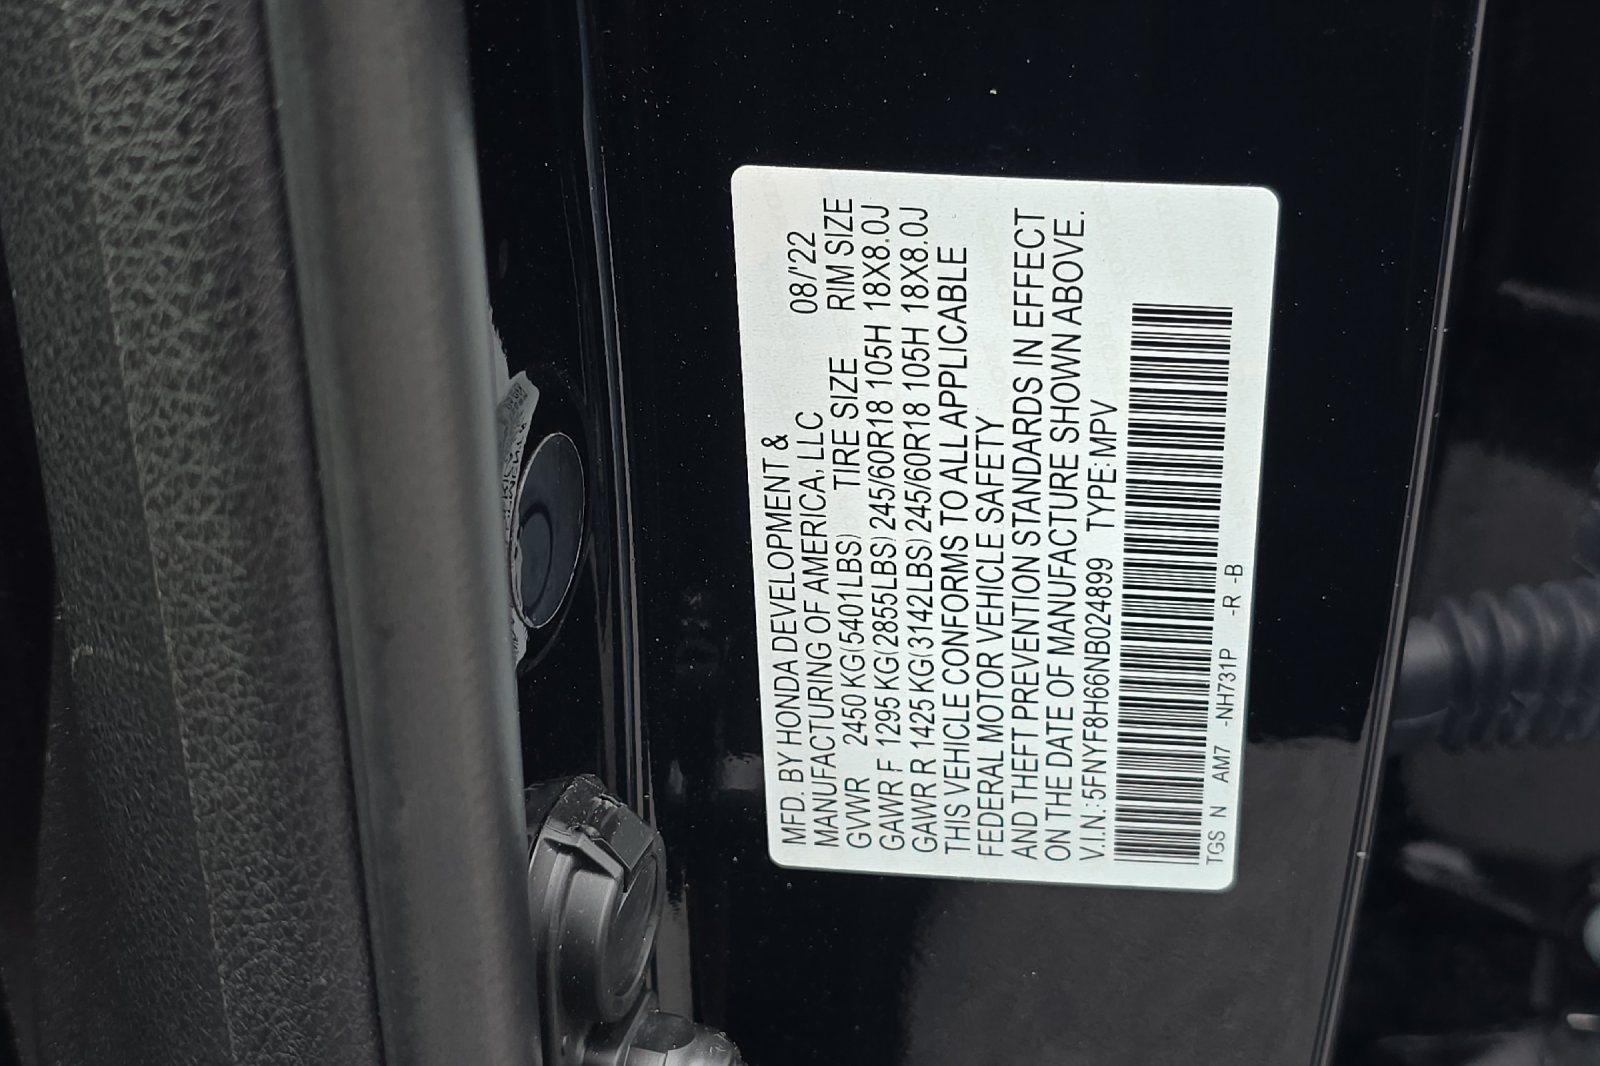 MFD. BY HONDA DEVELOPMENT &
MANUFACTURING OF AMERICA, LLC 08/'22
GVWR 2450 KG(5401LBS) TIRE SIZE RIM SIZE
GAWR F 1295 KG(2855LBS) 245/60R18 105H 18X8.0J
GAWR R 1425 KG(3142LBS) 245/60R18 105H 18X8.0J
THIS VEHICLE CONFORMS TO ALL APPLICABLE
FEDERAL MOTOR VEHICLE SAFETY
AND THEFT PREVENTION STANDARDS IN EFFECT
ON THE DATE OF MANUFACTURE SHOWN ABOVE.
V.I.N.: 5FNYF8H66NB024899 TYPE: MPV
TGS N AM7 -NH731P -R -B